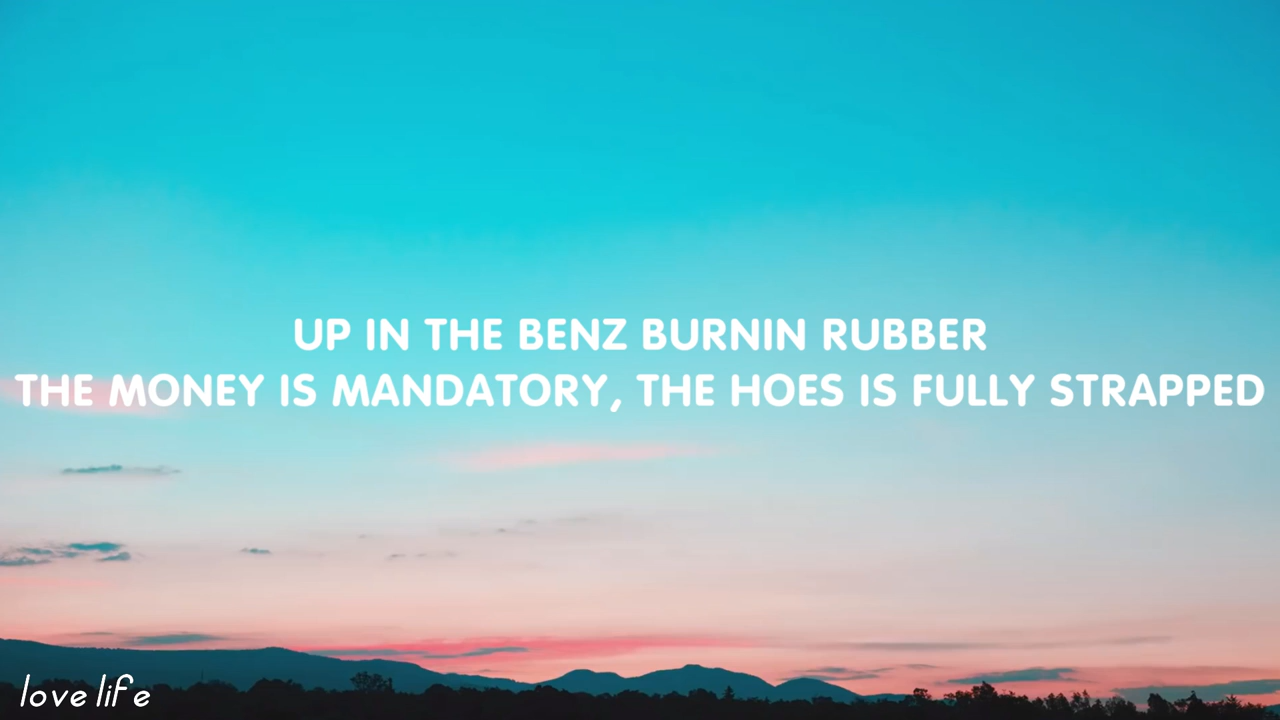 UP IN THE BENZ BURNIN RUBBER
THE MONEY IS MANDATORY, THE HOES IS FULLY STRAPPED
love life